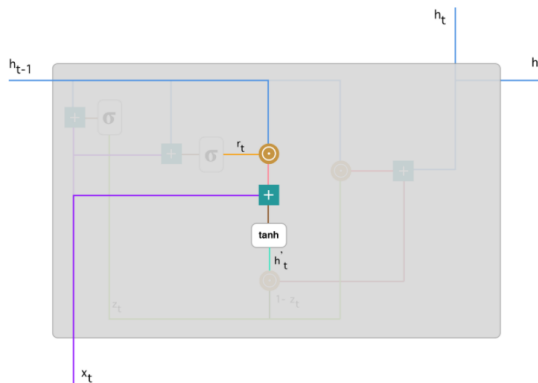 h_t
h_t-1
h
σ
σ
r_t
+
+
+
+
tanh
h'_t
z_t
1-z_t
x_t